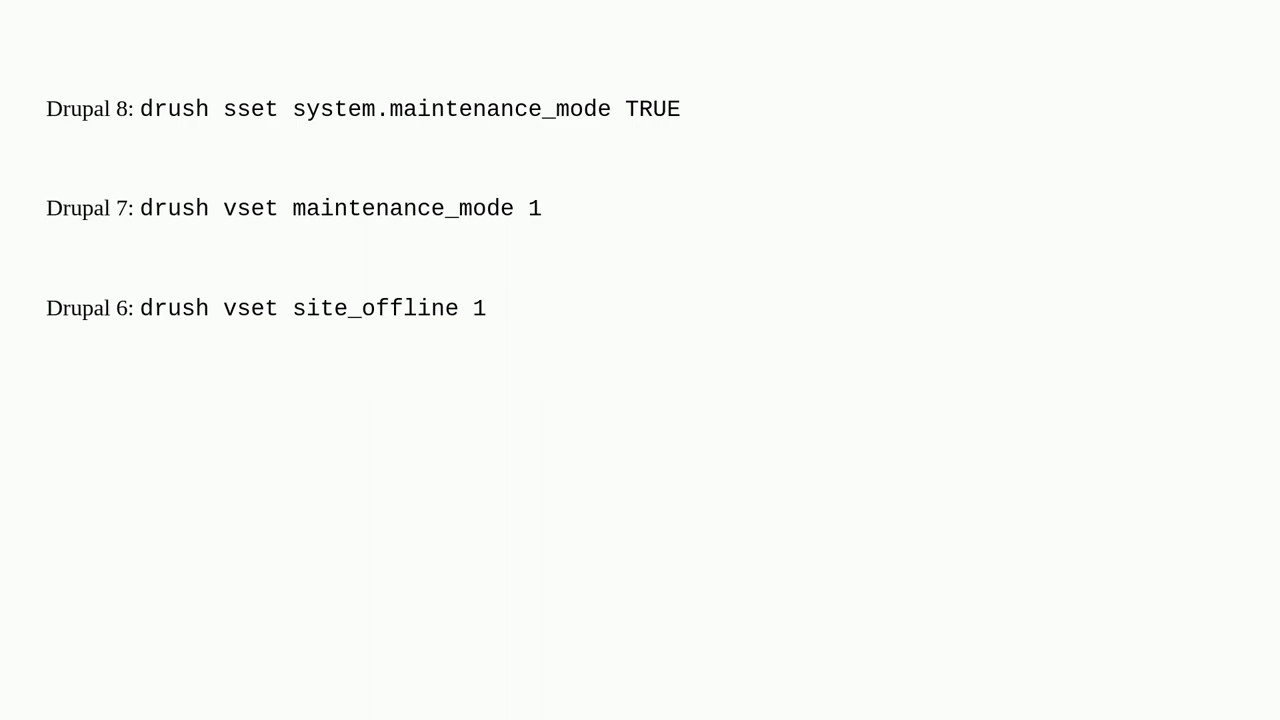 Drupal 8: drush sset system.maintenance_mode TRUE
Drupal 7: drush vset maintenance_mode 1
Drupal 6: drush vset site_offline 1